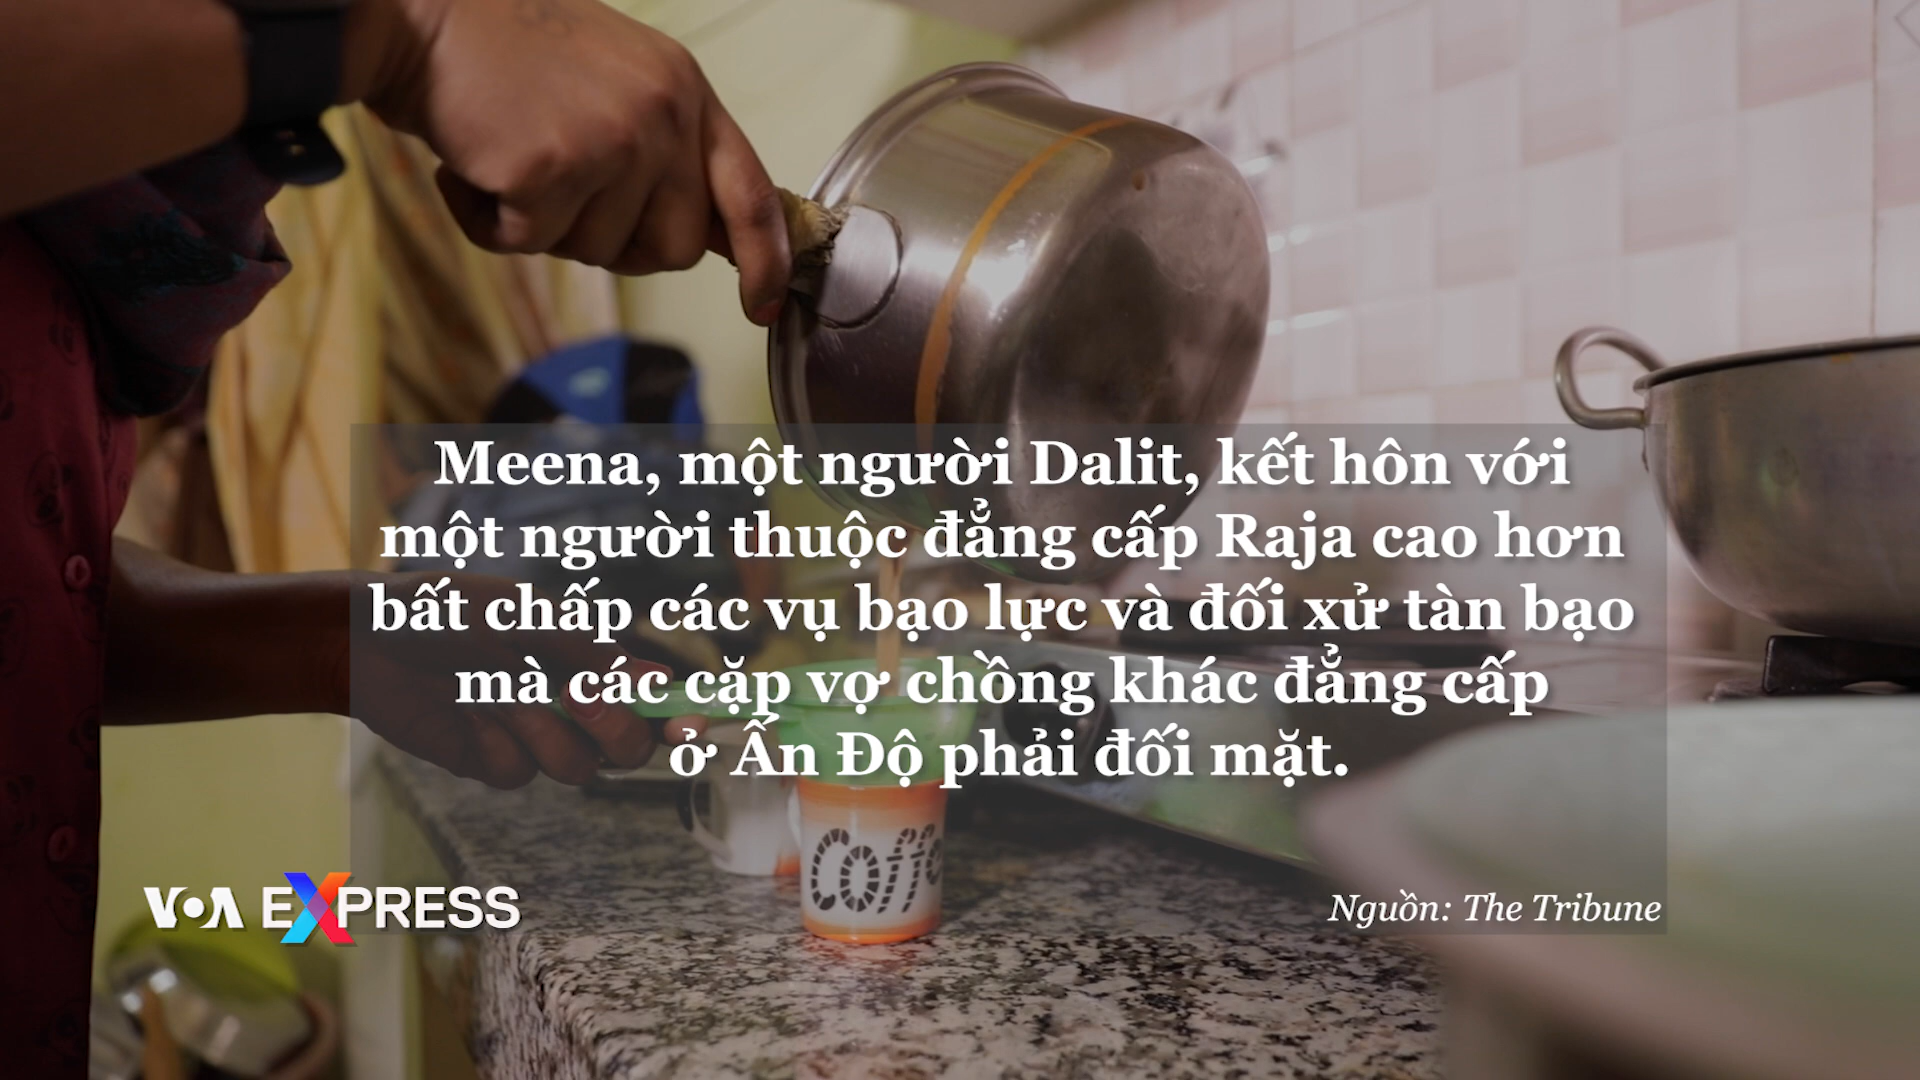 Meena, một người Dalit, kết hôn với
một người thuộc đẳng cấp Raja cao hơn
bất chấp các vụ bạo lực và đối xử tàn bạo
mà các cặp vợ chồng khác đẳng cấp
ở Ấn Độ phải đối mặt.
Coffe
VOA EXPRESS
Nguồn: The Tribune